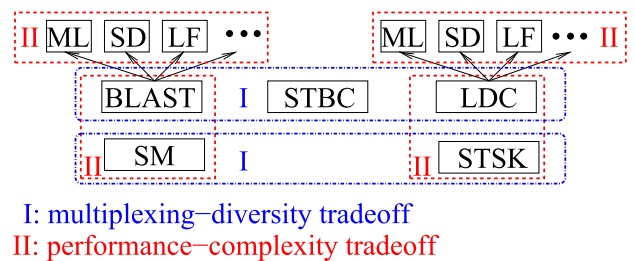 II ML SD LF ••• ML SD LF ••• II
BLAST I STBC LDC
II SM I II STSK
I: multiplexing−diversity tradeoff
II: performance−complexity tradeoff